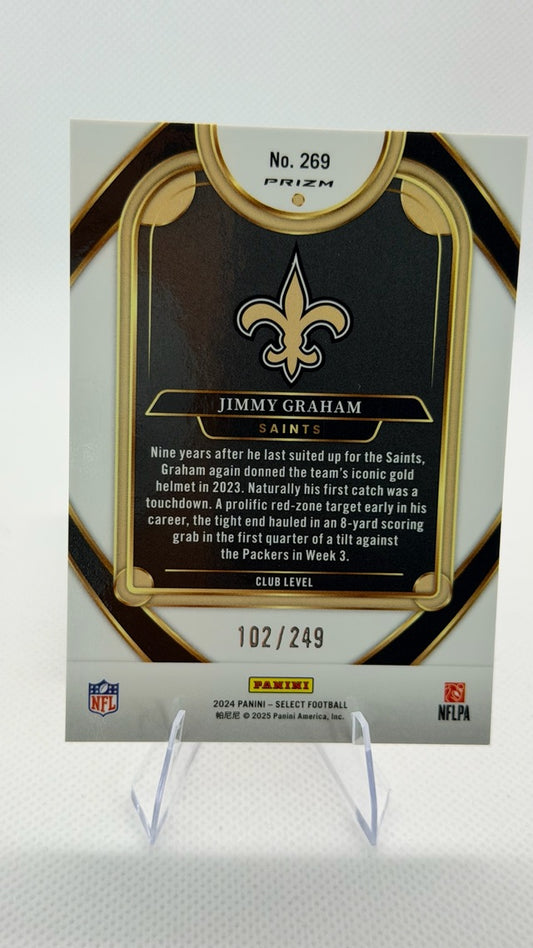 No. 269
PRIZM
JIMMY GRAHAM
SAINTS
Nine years after he last suited up for the Saints,
Graham again donned the team's iconic gold
helmet in 2023. Naturally his first catch was a
touchdown. A prolific red-zone target early in his
career, the tight end hauled in an 8-yard scoring
grab in the first quarter of a tilt against
the Packers in Week 3.
CLUB LEVEL
102/249
PANINI
2024 PANINI – SELECT FOOTBALL
帕尼尼 © 2025 Panini America, Inc.
NFL
NFLPA